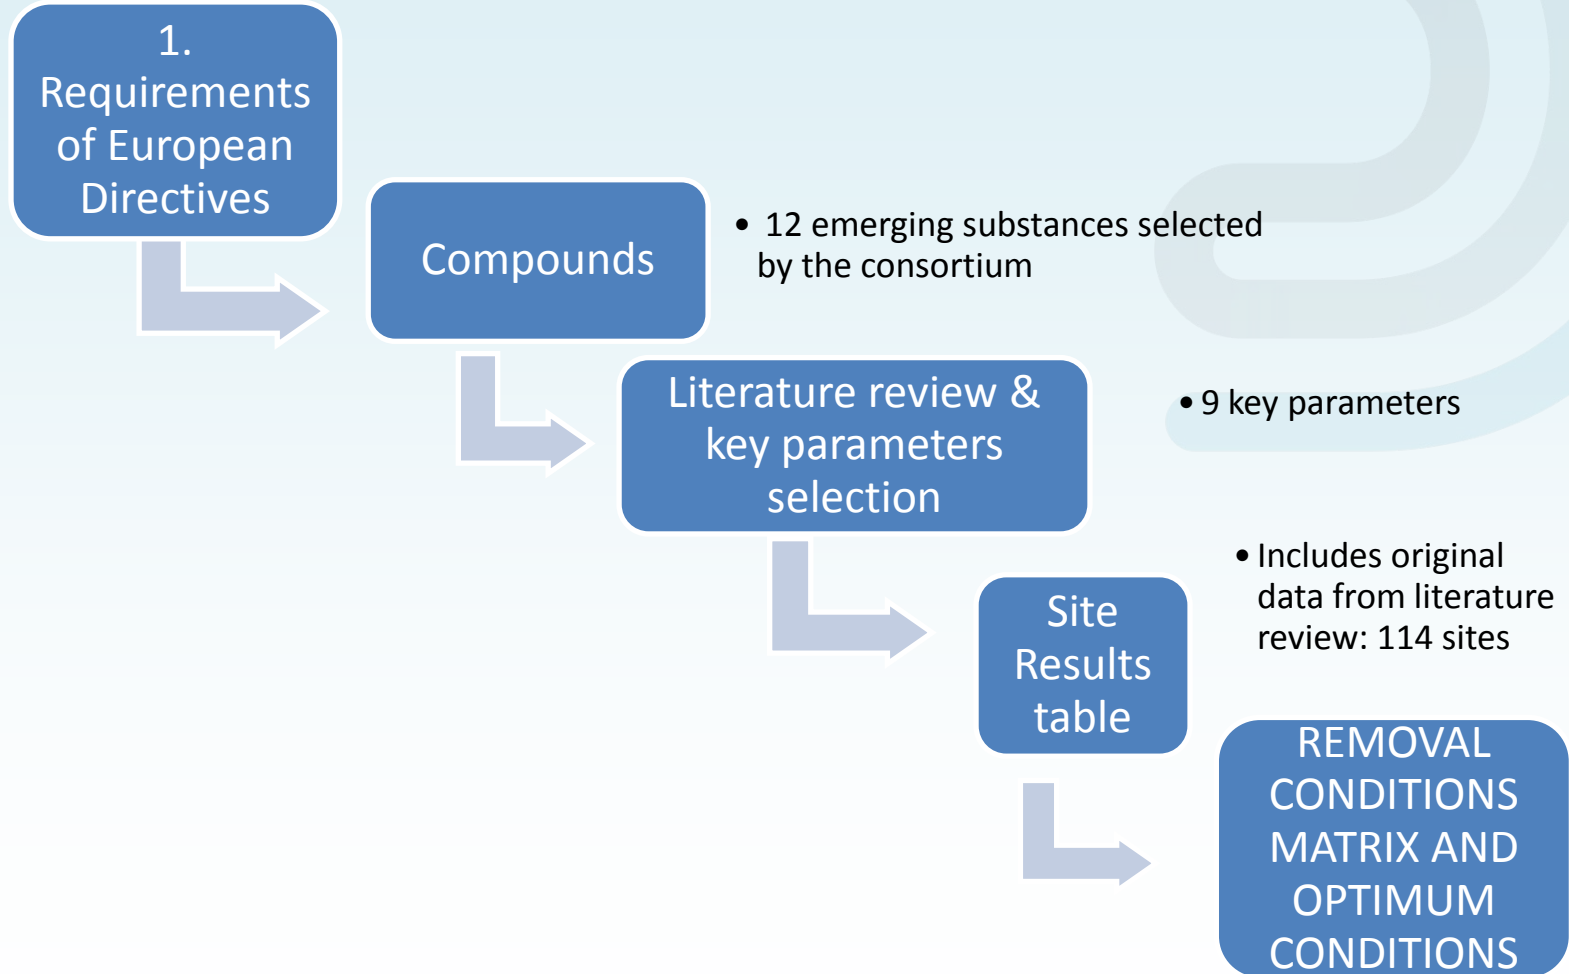 1.
Requirements
of European
Directives
Compounds
• 12 emerging substances selected
by the consortium
Literature review &
key parameters
selection
• 9 key parameters
Site
Results
table
• Includes original
data from literature
review: 114 sites
REMOVAL
CONDITIONS
MATRIX AND
OPTIMUM
CONDITIONS